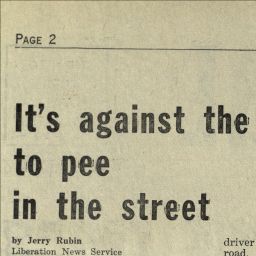 PAGE 2
It's against the
to pee
in the street
by Jerry Rubin
Liberation News Service
driver
road.